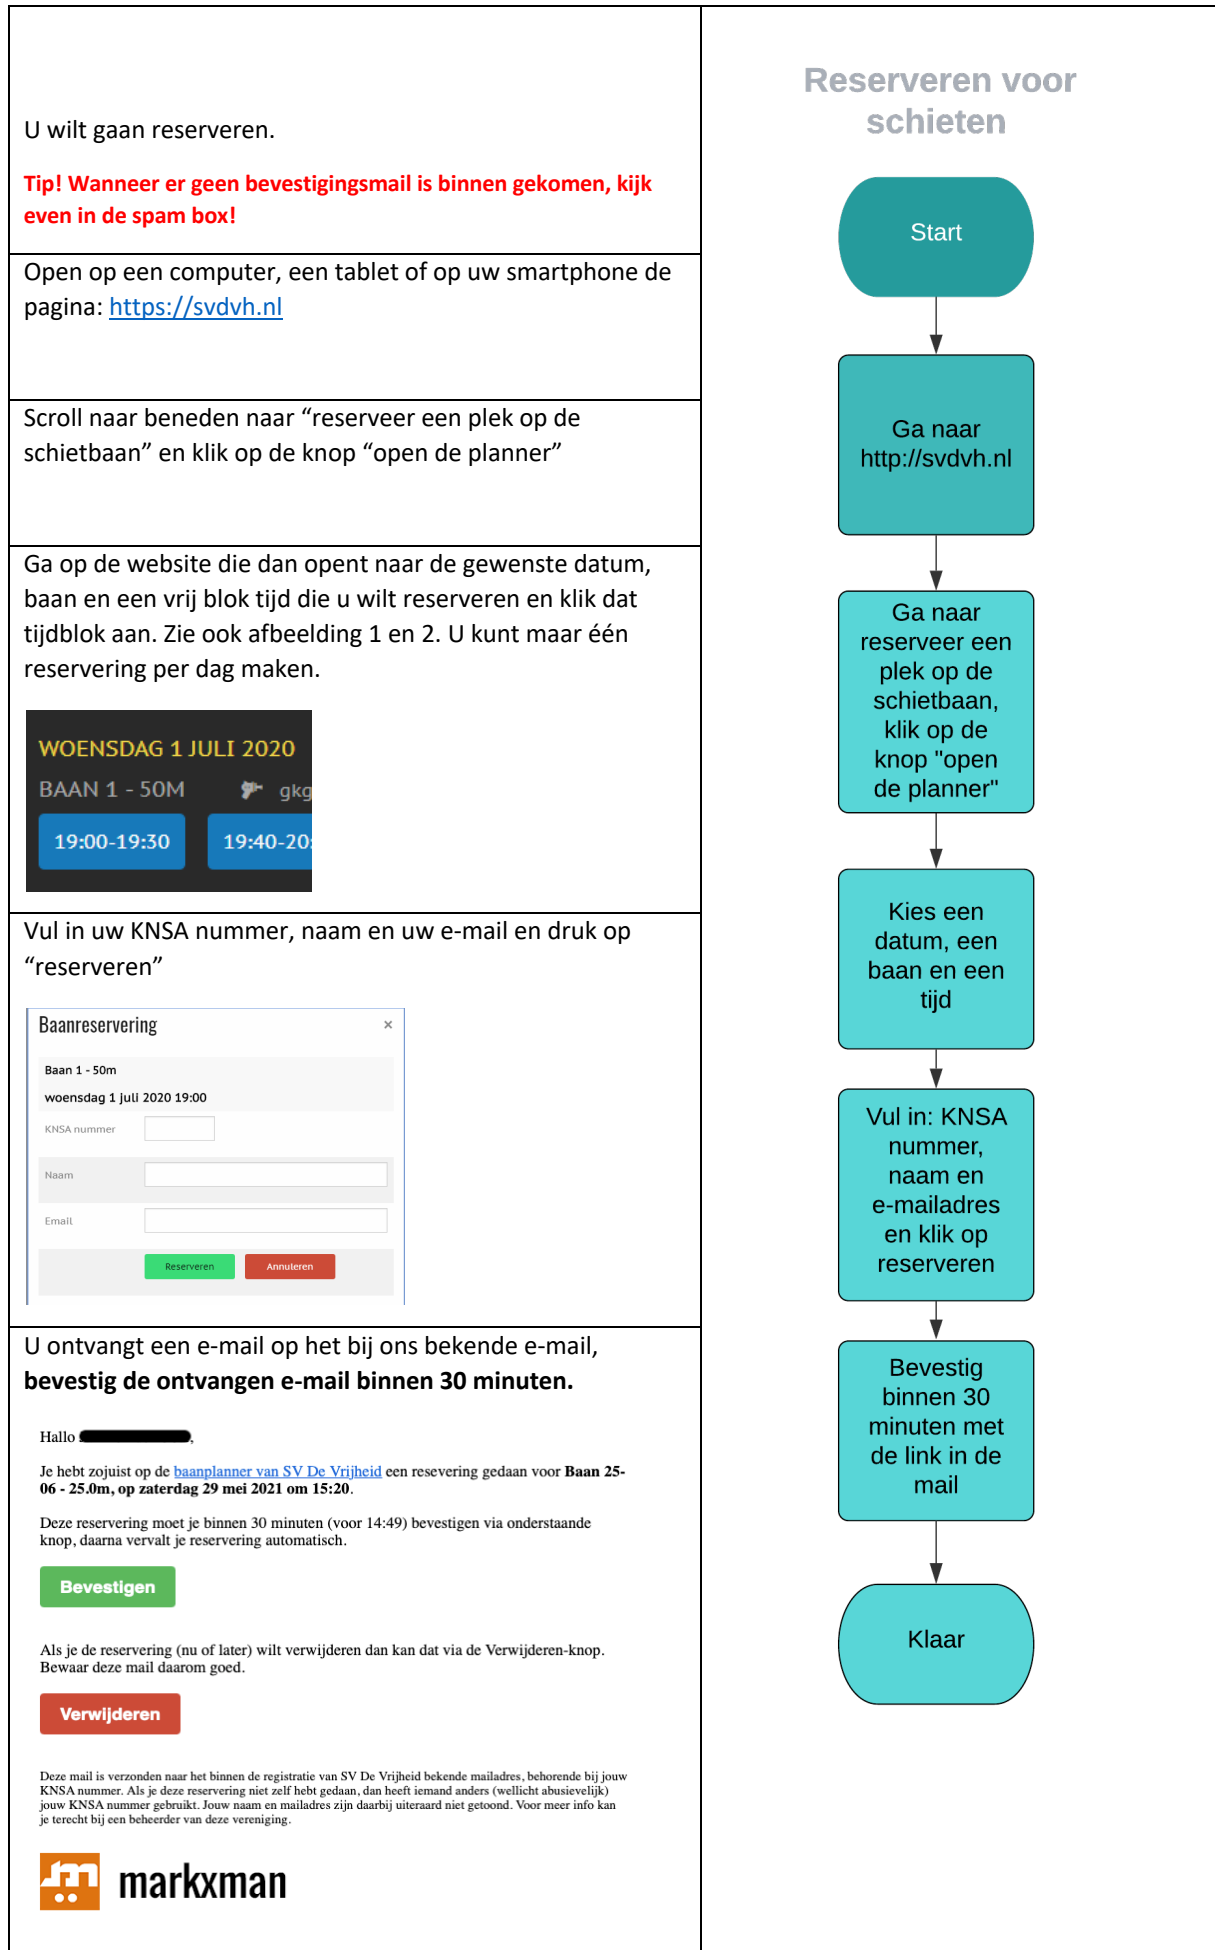 U wilt gaan reserveren.
Tip! Wanneer er geen bevestigingsmail is binnen gekomen, kijk
even in de spam box!
Open op een computer, een tablet of op uw smartphone de
pagina: https://svdvh.nl
Scroll naar beneden naar “reserveer een plek op de
schietbaan” en klik op de knop “open de planner”
Ga op de website die dan opent naar de gewenste datum,
baan en een vrij blok tijd die u wilt reserveren en klik dat
tijdblok aan. Zie ook afbeelding 1 en 2. U kunt maar één
reservering per dag maken.
WOENSDAG 1 JULI 2020
BAAN 1 - 50M gkg
19:00-19:30 19:40-20:
Vul in uw KNSA nummer, naam en uw e-mail en druk op
“reserveren”
Baanreservering ×
Baan 1 - 50m
woensdag 1 juli 2020 19:00
KNSA nummer
Naam
Email
Reserveren Annuleren
U ontvangt een e-mail op het bij ons bekende e-mail,
bevestig de ontvangen e-mail binnen 30 minuten.
Hallo ,
Je hebt zojuist op de baanplanner van SV De Vrijheid een resevering gedaan voor Baan 25-
06 - 25.0m, op zaterdag 29 mei 2021 om 15:20.
Deze reservering moet je binnen 30 minuten (voor 14:49) bevestigen via onderstaande
knop, daarna vervalt je reservering automatisch.
Bevestigen
Als je de reservering (nu of later) wilt verwijderen dan kan dat via de Verwijderen-knop.
Bewaar deze mail daarom goed.
Verwijderen
Deze mail is verzonden naar het binnen de registratie van SV De Vrijheid bekende mailadres, behorende bij jouw
KNSA nummer. Als je deze reservering niet zelf hebt gedaan, dan heeft iemand anders (wellicht abusievelijk)
jouw KNSA nummer gebruikt. Jouw naam en mailadres zijn daarbij uiteraard niet getoond. Voor meer info kan
je terecht bij een beheerder van deze vereniging.
markxman
Reserveren voor
schieten
Start
Ga naar
http://svdvh.nl
Ga naar
reserveer een
plek op de
schietbaan,
klik op de
knop "open
de planner"
Kies een
datum, een
baan en een
tijd
Vul in: KNSA
nummer,
naam en
e-mailadres
en klik op
reserveren
Bevestig
binnen 30
minuten met
de link in de
mail
Klaar